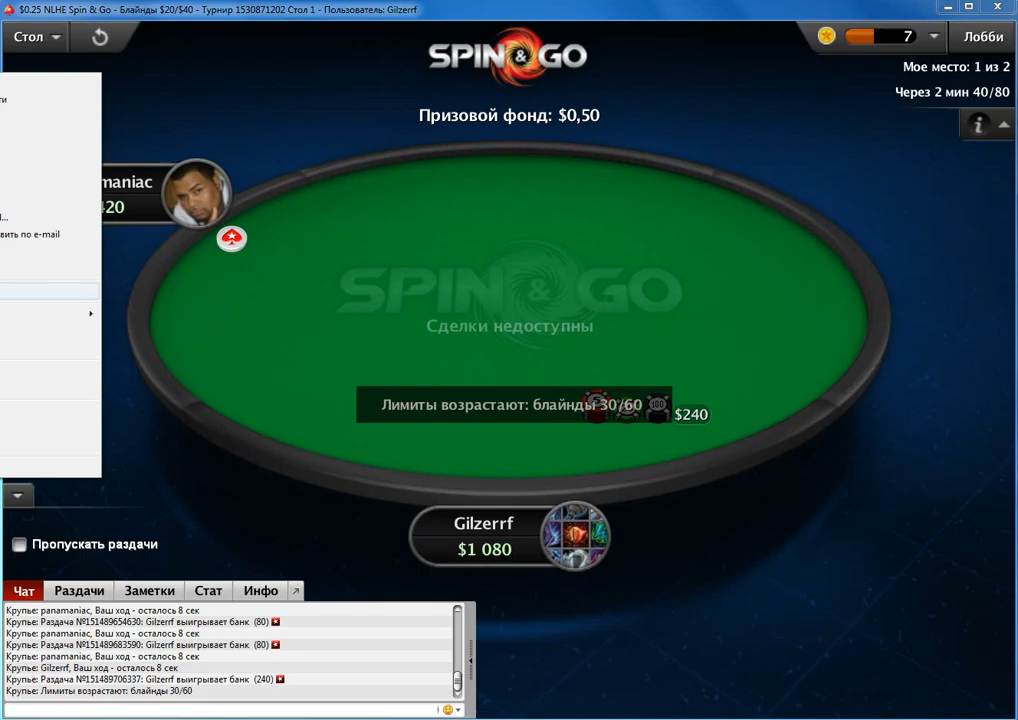 $0.25 NLHE Spin & Go - Блайнды $20/$40 - Турнир 1530871202 Стол 1 - Пользователь: Gilzerrf
Стол
7
Лобби
SPIN&GO
Мое место: 1 из 2
Через 2 мин 40/80
Призовой фонд: $0,50
i
ти
maniac
420
вить по e-mail
SPIN&GO
Сделки недоступны
Лимиты возрастают: блайнды 30/60
100
$240
Gilzerrf
$1 080
Пропускать раздачи
Чат
Раздачи
Заметки
Стат
Инфо
Крупье: panamaniac, Ваш ход - осталось 8 сек
Крупье: Раздача №151489654630: Gilzerrf выигрывает банк (80)
Крупье: panamaniac, Ваш ход - осталось 8 сек
Крупье: Раздача №151489683590: Gilzerrf выигрывает банк (80)
Крупье: panamaniac, Ваш ход - осталось 8 сек
Крупье: Gilzerrf, Ваш ход - осталось 8 сек
Крупье: Раздача №151489706337: Gilzerrf выигрывает банк (240)
Крупье: Лимиты возрастают: блайнды 30/60